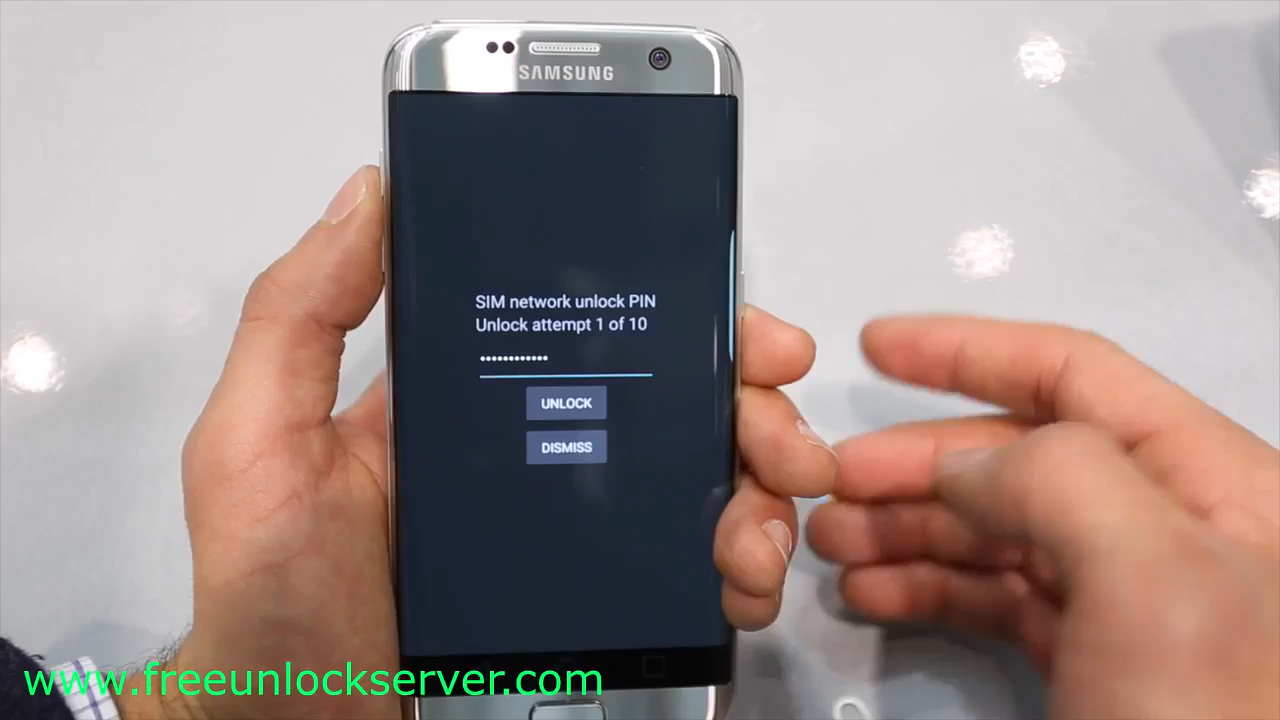 SAMSUNG
SIM network unlock PIN
Unlock attempt 1 of 10
••••••••••••
UNLOCK
DISMISS
www.freeunlockserver.com